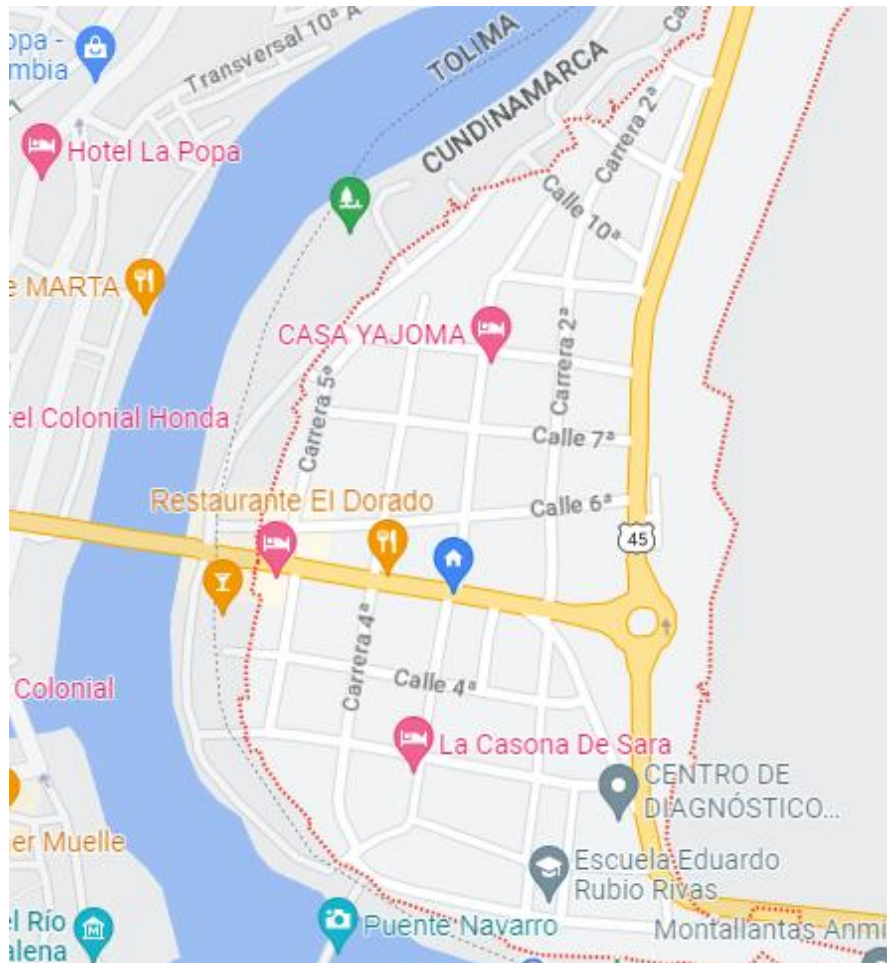 opa -
mbia
Transversal 10ª A
TOLIMA
CUNDINAMARCA
Carrera 2ª
Hotel La Popa
Calle 10ª
MARTA
CASA YAJOMA
Carrera 2ª
Carrera 5ª
tel Colonial Honda
Calle 7ª
Restaurante El Dorado
Calle 6ª
45
Carrera 4ª
Calle 4ª
Colonial
La Casona De Sara
CENTRO DE
DIAGNÓSTICO...
er Muelle
Escuela Eduardo
Rubio Rivas
el Río
alena
Puente Navarro
Montallantas Anmi